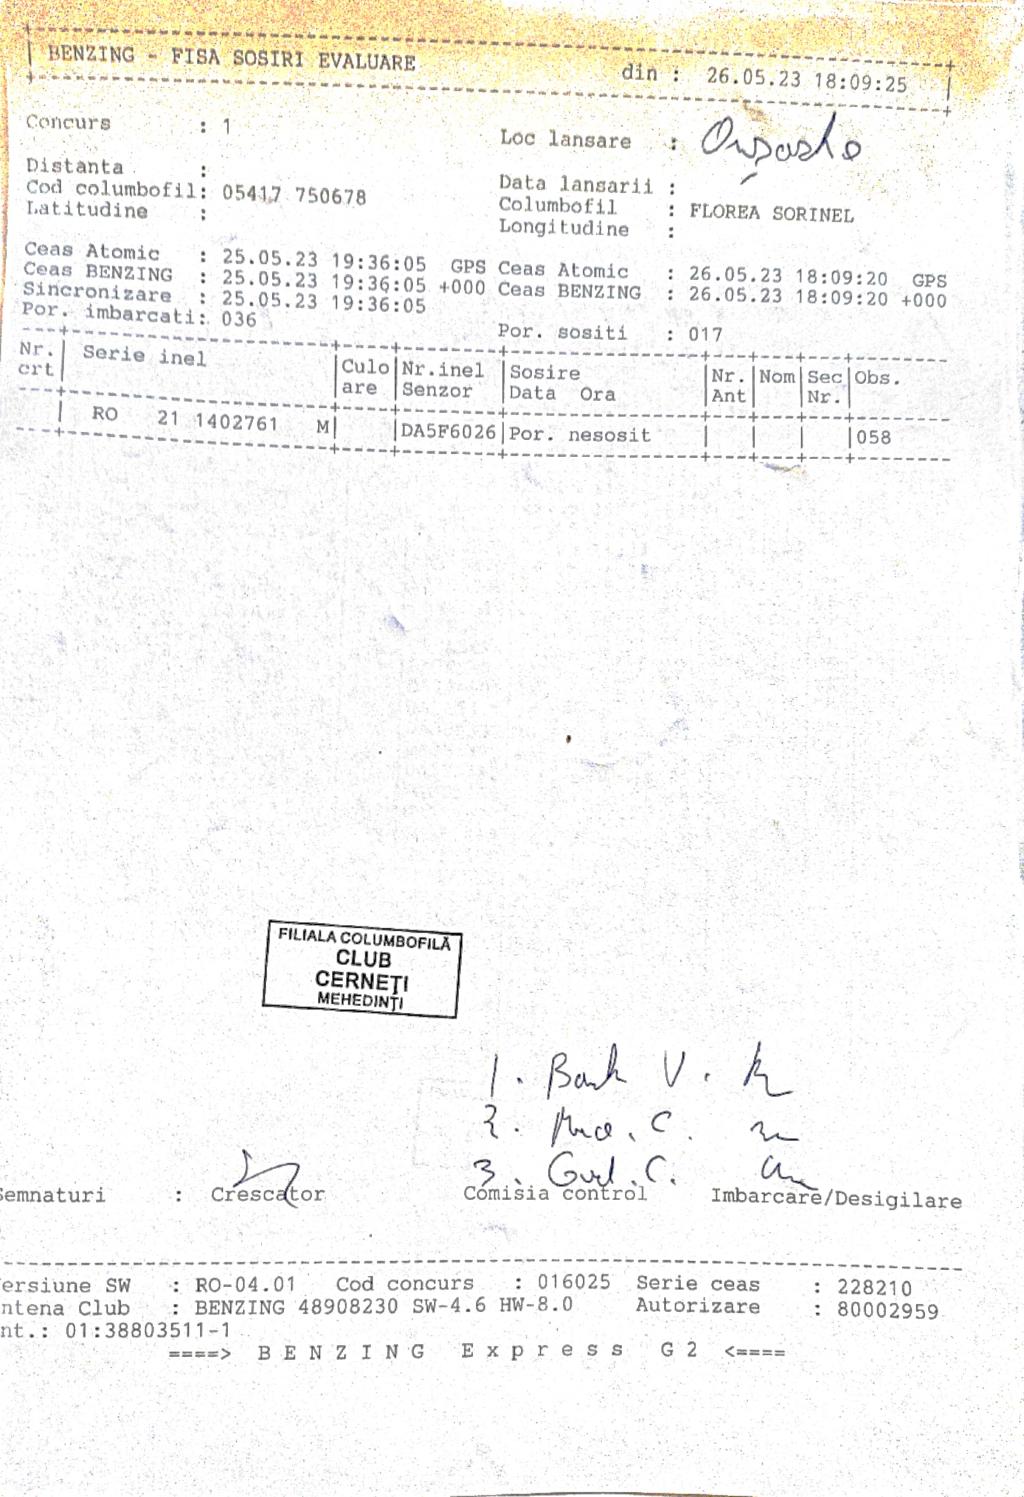 BENZING - FISA SOSIRI EVALUARE din : 26.05.23 18:09:25
Concurs : 1 Loc lansare :
Distanta : Data lansarii :
Cod columbofil: 05417 750678 Columbofil : FLOREA SORINEL
Latitudine : Longitudine :
Ceas Atomic : 25.05.23 19:36:05 GPS Ceas Atomic : 26.05.23 18:09:20 GPS
Ceas BENZING : 25.05.23 19:36:05 +000 Ceas BENZING : 26.05.23 18:09:20 +000
Sincronizare : 25.05.23 19:36:05
Por. imbarcati: 036 Por. sositi : 017
Nr. Serie inel Culo Nr.inel Sosire Nr. Nom Sec Obs.
crt are Senzor Data Ora Ant Nr.
RO 21 1402761 M DA5F6026 Por. nesosit 058
FILIALA COLUMBOFILĂ
CLUB
CERNEȚI
MEHEDINȚI
1. V.
2. C.
3. C.
Semnaturi : Crescator Comisia control Imbarcare/Desigilare
ersiune SW : RO-04.01 Cod concurs : 016025 Serie ceas : 228210
ntena Club : BENZING 48908230 SW-4.6 HW-8.0 Autorizare : 80002959
nt.: 01:38803511-1
====> B E N Z I N G E x p r e s s G 2 <====